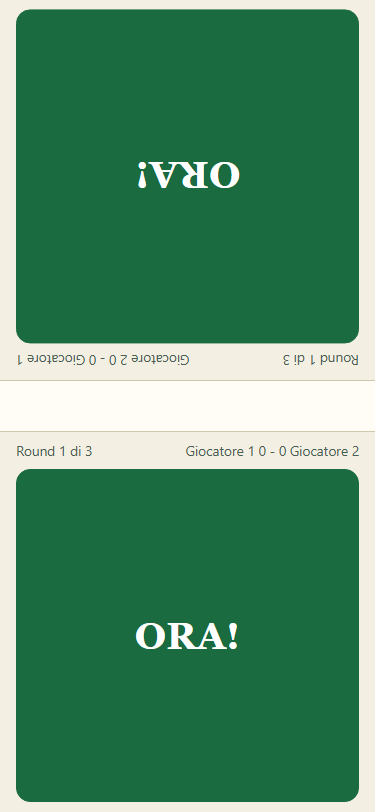 ORA!
Round 1 di 3 Giocatore 2 0 - 0 Giocatore 1
Round 1 di 3 Giocatore 1 0 - 0 Giocatore 2
ORA!